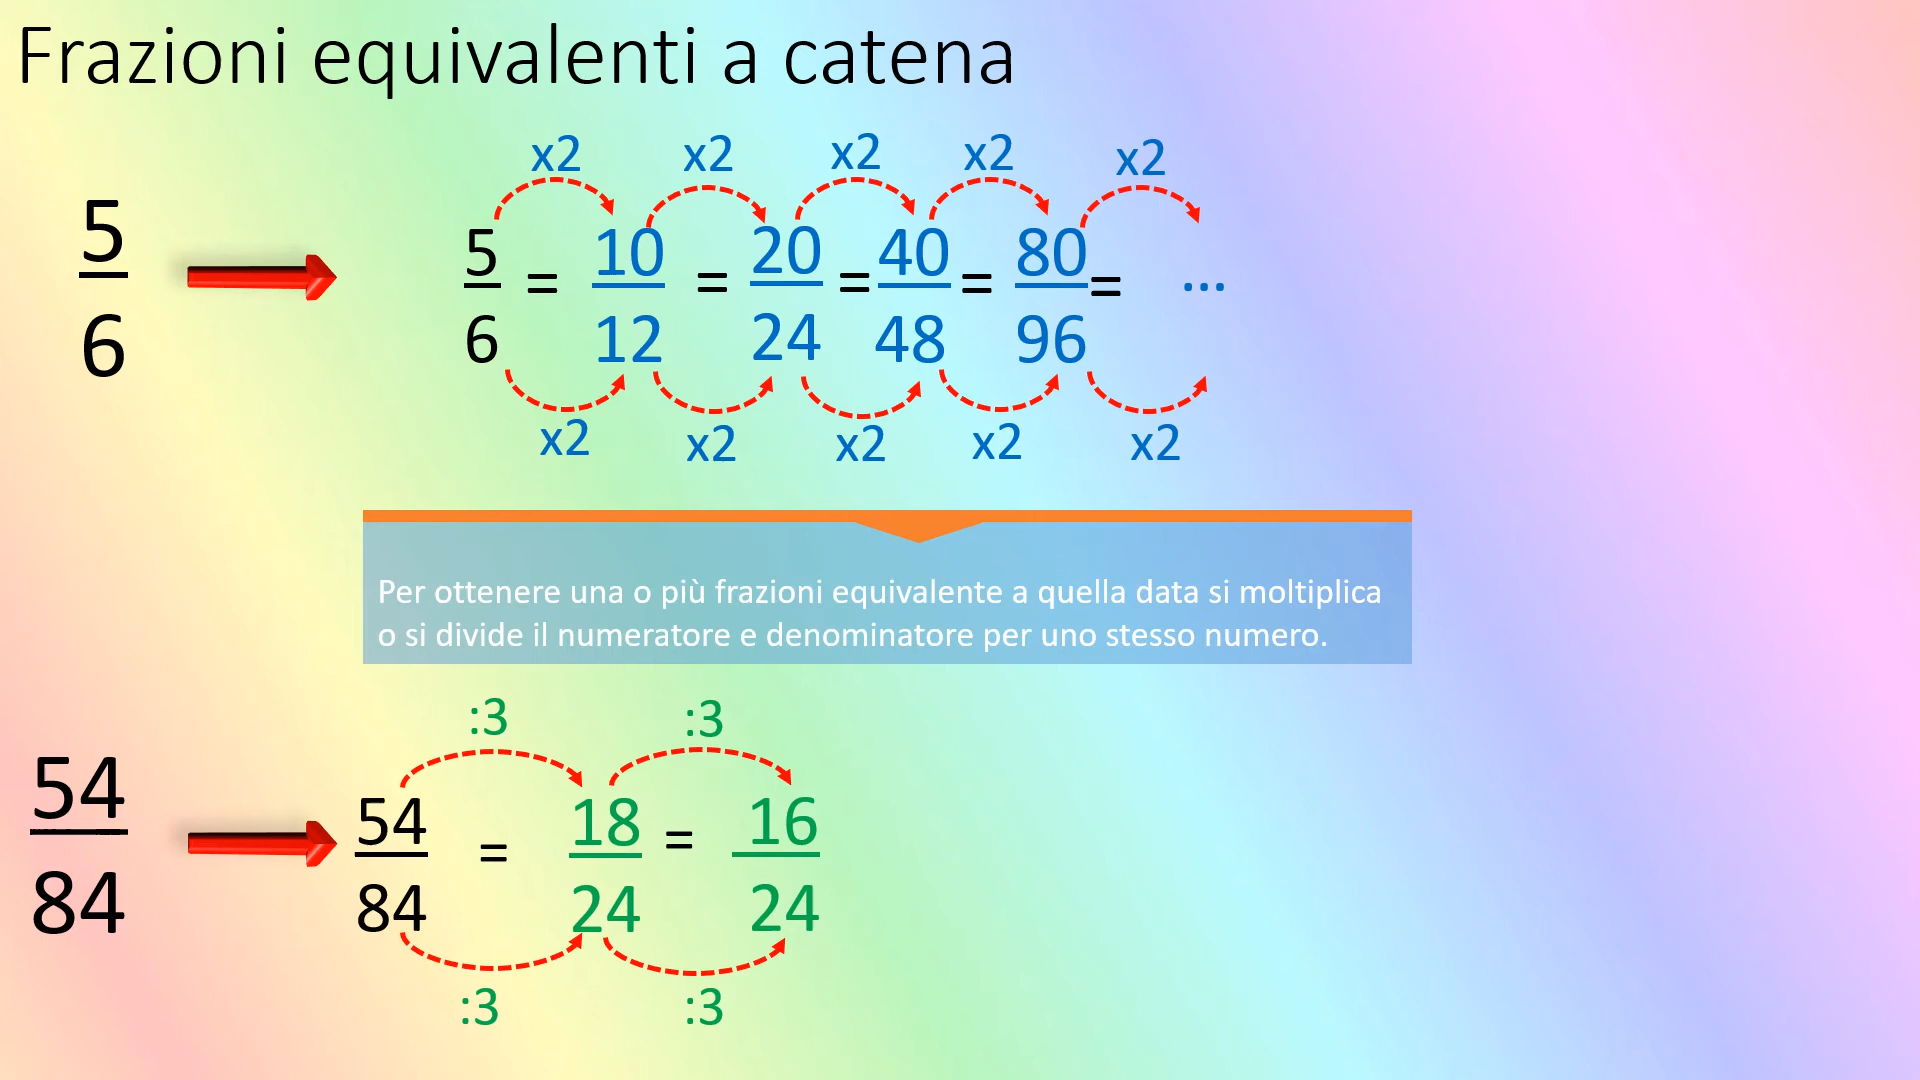 Frazioni equivalenti a catena
x2 x2 x2 x2 x2
5 5 10 20 40 80
= = = = = ...
6 6 12 24 48 96
x2 x2 x2 x2 x2
Per ottenere una o più frazioni equivalente a quella data si moltiplica
o si divide il numeratore e denominatore per uno stesso numero.
:3 :3
54 54 18 16
= =
84 84 24 24
:3 :3